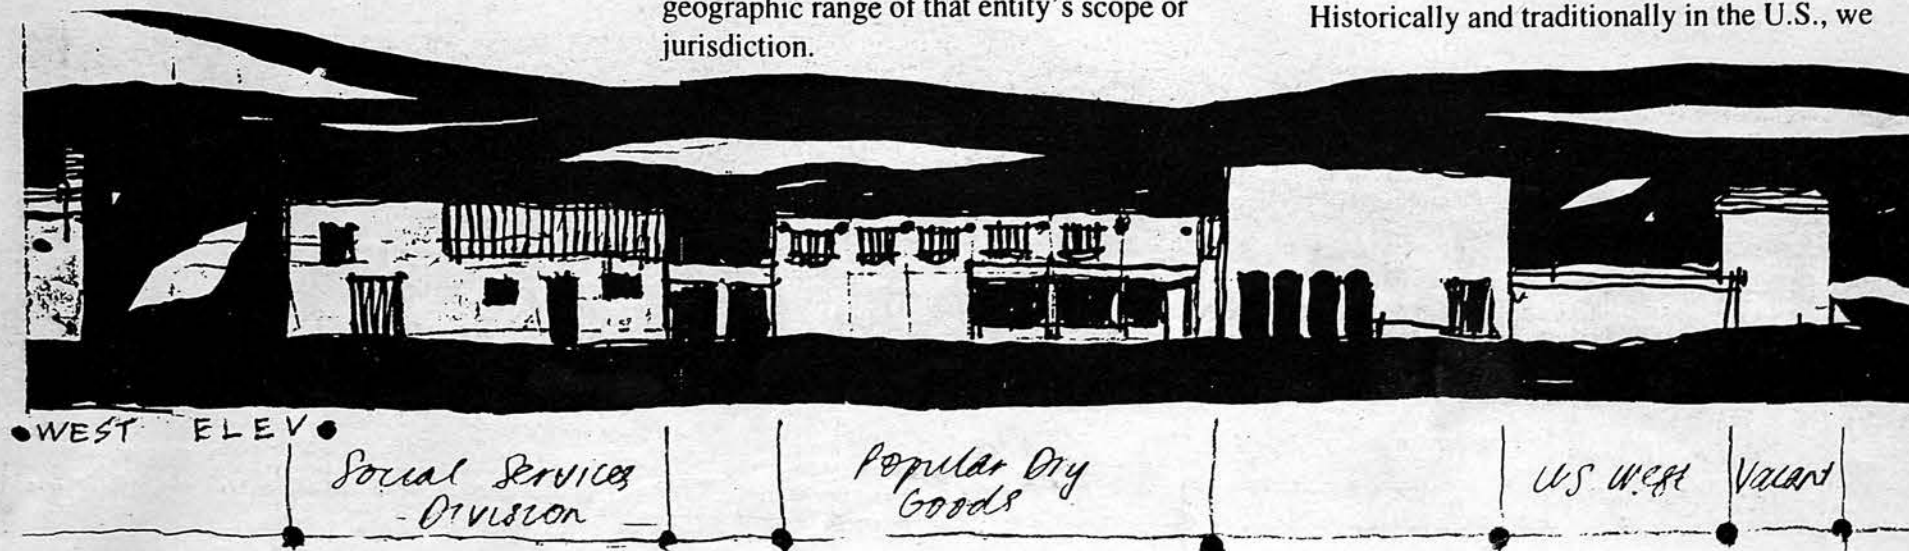 geographic range of that entity's scope or
jurisdiction.
Historically and traditionally in the U.S., we
WEST ELEV
Social Services
Division
Popular Dry
Goods
US West
Vacant